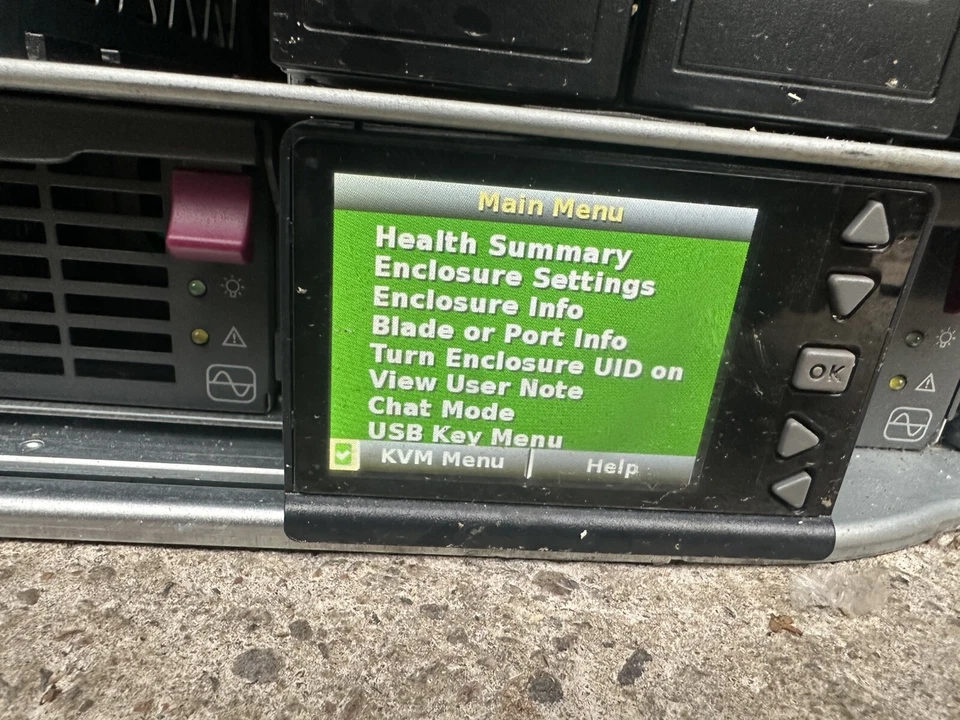 Main Menu
Health Summary
Enclosure Settings
Enclosure Info
Blade or Port Info
Turn Enclosure UID on
View User Note
Chat Mode
USB Key Menu
KVM Menu
Help
OK